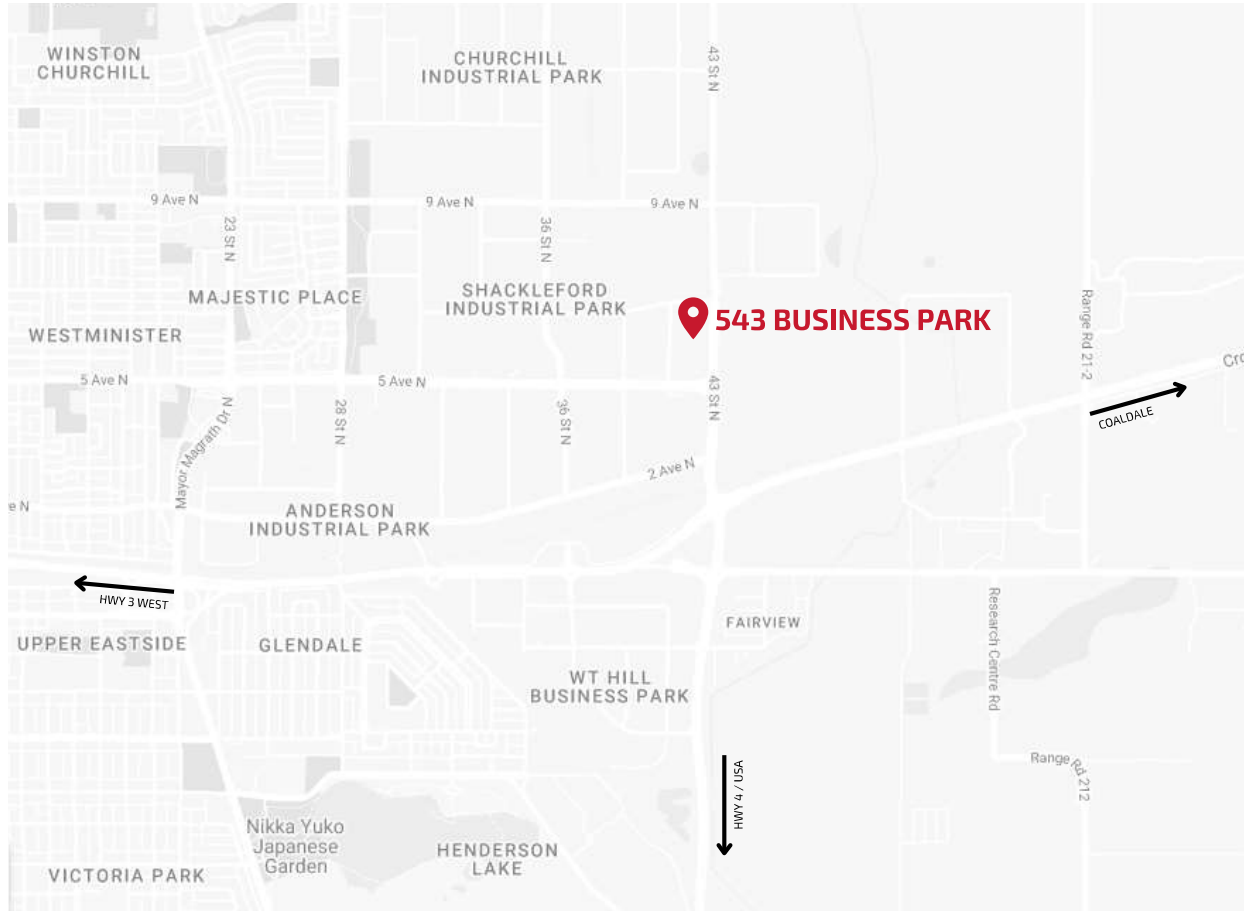 WINSTON
CHURCHILL
CHURCHILL
INDUSTRIAL PARK
43 St N
9 Ave N
9 Ave N
9 Ave N
23 St N
36 St N
MAJESTIC PLACE
SHACKLEFORD
INDUSTRIAL PARK
543 BUSINESS PARK
Range Rd 21-2
WESTMINISTER
5 Ave N
5 Ave N
43 St N
Cro
COALDALE
Mayor Magrath Dr N
28 St N
36 St N
2 Ave N
ve N
ANDERSON
INDUSTRIAL PARK
HWY 3 WEST
UPPER EASTSIDE
GLENDALE
FAIRVIEW
Research Centre Rd
WT HILL
BUSINESS PARK
HWY / 4 USA
Range Rd 212
Nikka Yuko
Japanese
Garden
HENDERSON
LAKE
VICTORIA PARK